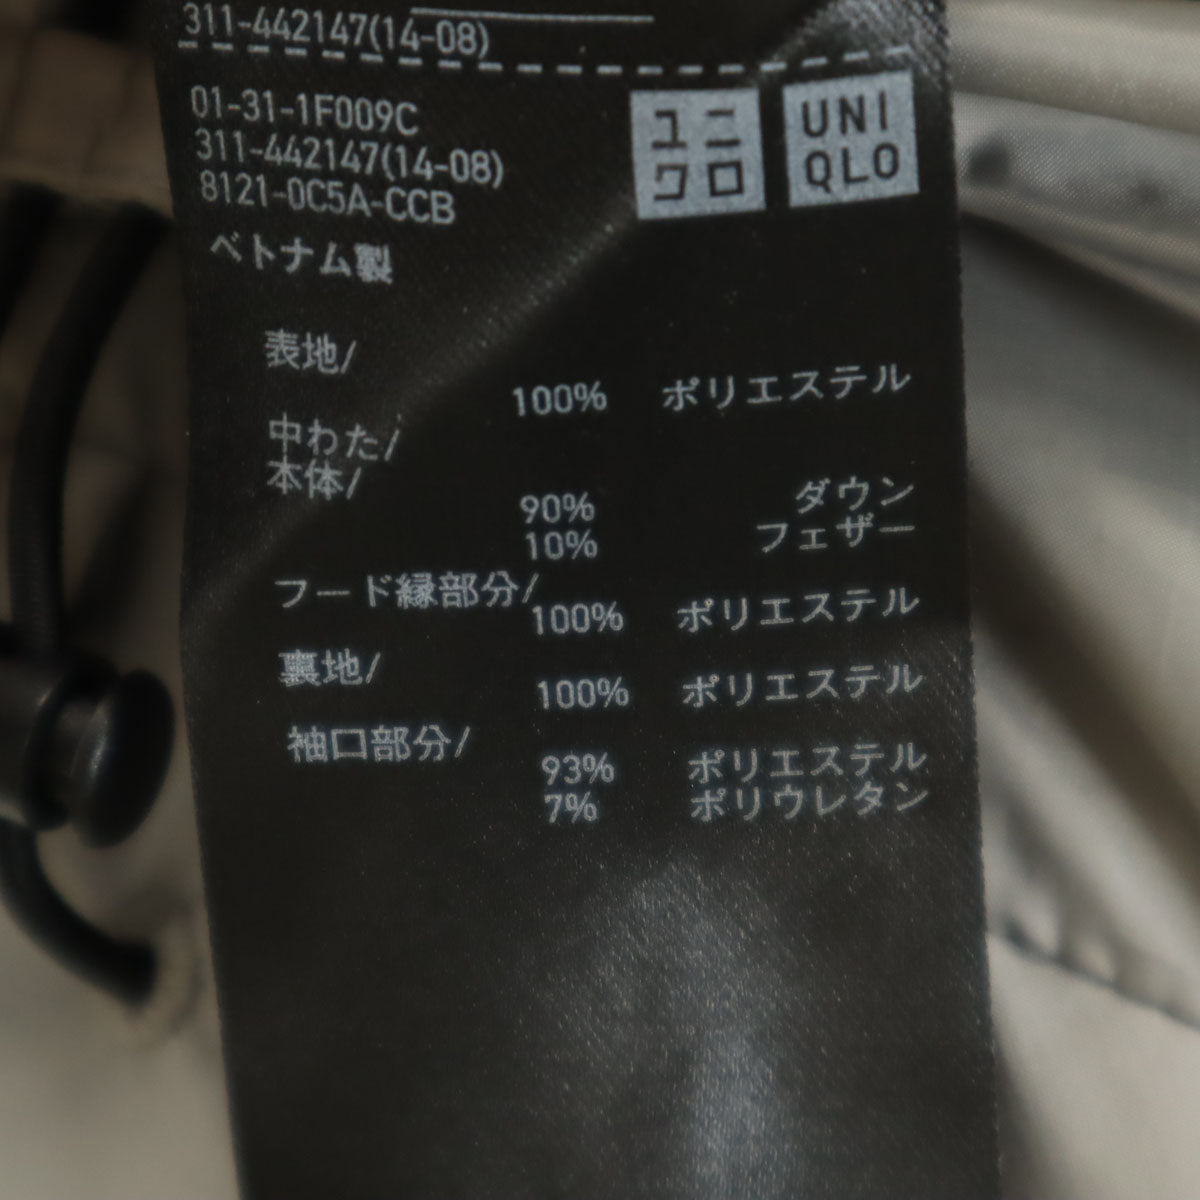 311-442147(14-08)
01-31-1F009C
311-442147(14-08)
8121-0C5A-CCB
ユニ
クロ
UNI
QLO
ベトナム製
表地/
100% ポリエステル
中わた/
本体/
90% ダウン
10% フェザー
フード縁部分/
100% ポリエステル
裏地/
100% ポリエステル
袖口部分/
93% ポリエステル
7% ポリウレタン